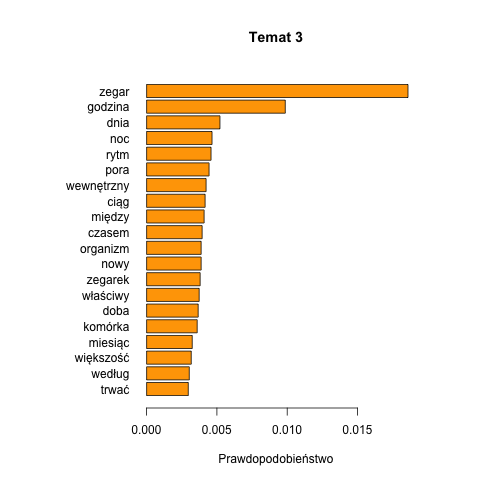 Temat 3
zegar
godzina
dnia
noc
rytm
pora
wewnętrzny
ciąg
między
czasem
organizm
nowy
zegarek
właściwy
doba
komórka
miesiąc
większość
według
trwać
0.000 0.005 0.010 0.015
Prawdopodobieństwo